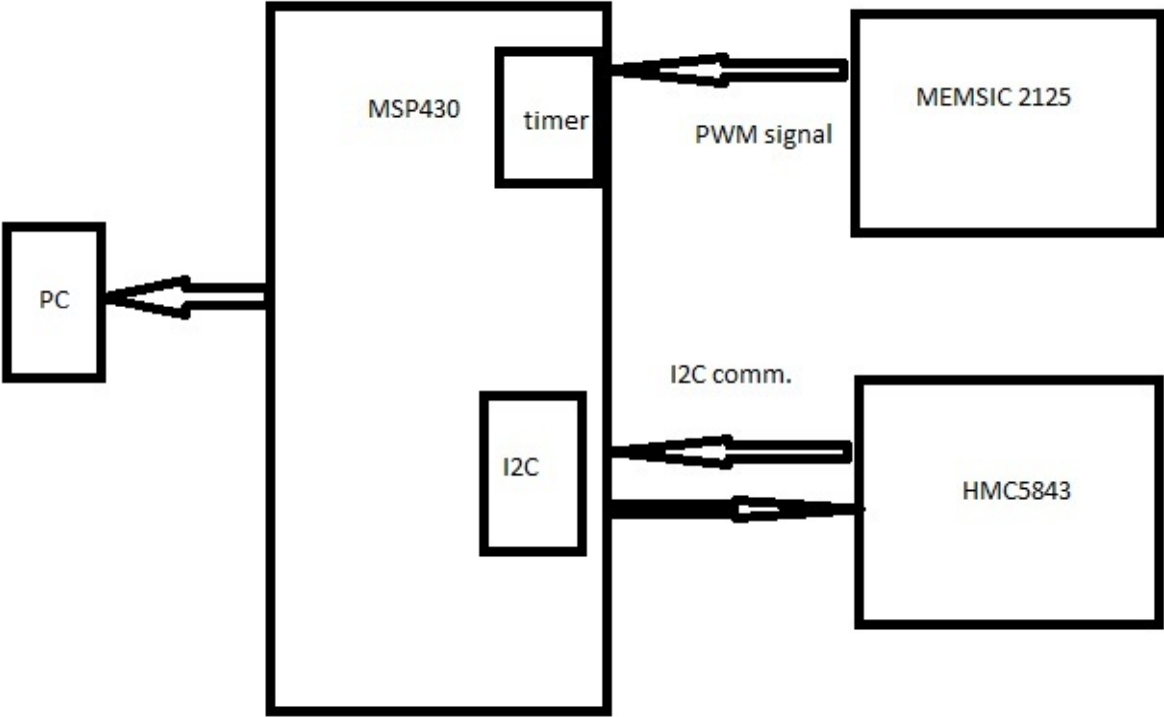 MSP430
timer
MEMSIC 2125
PWM signal
PC
I2C comm.
I2C
HMC5843